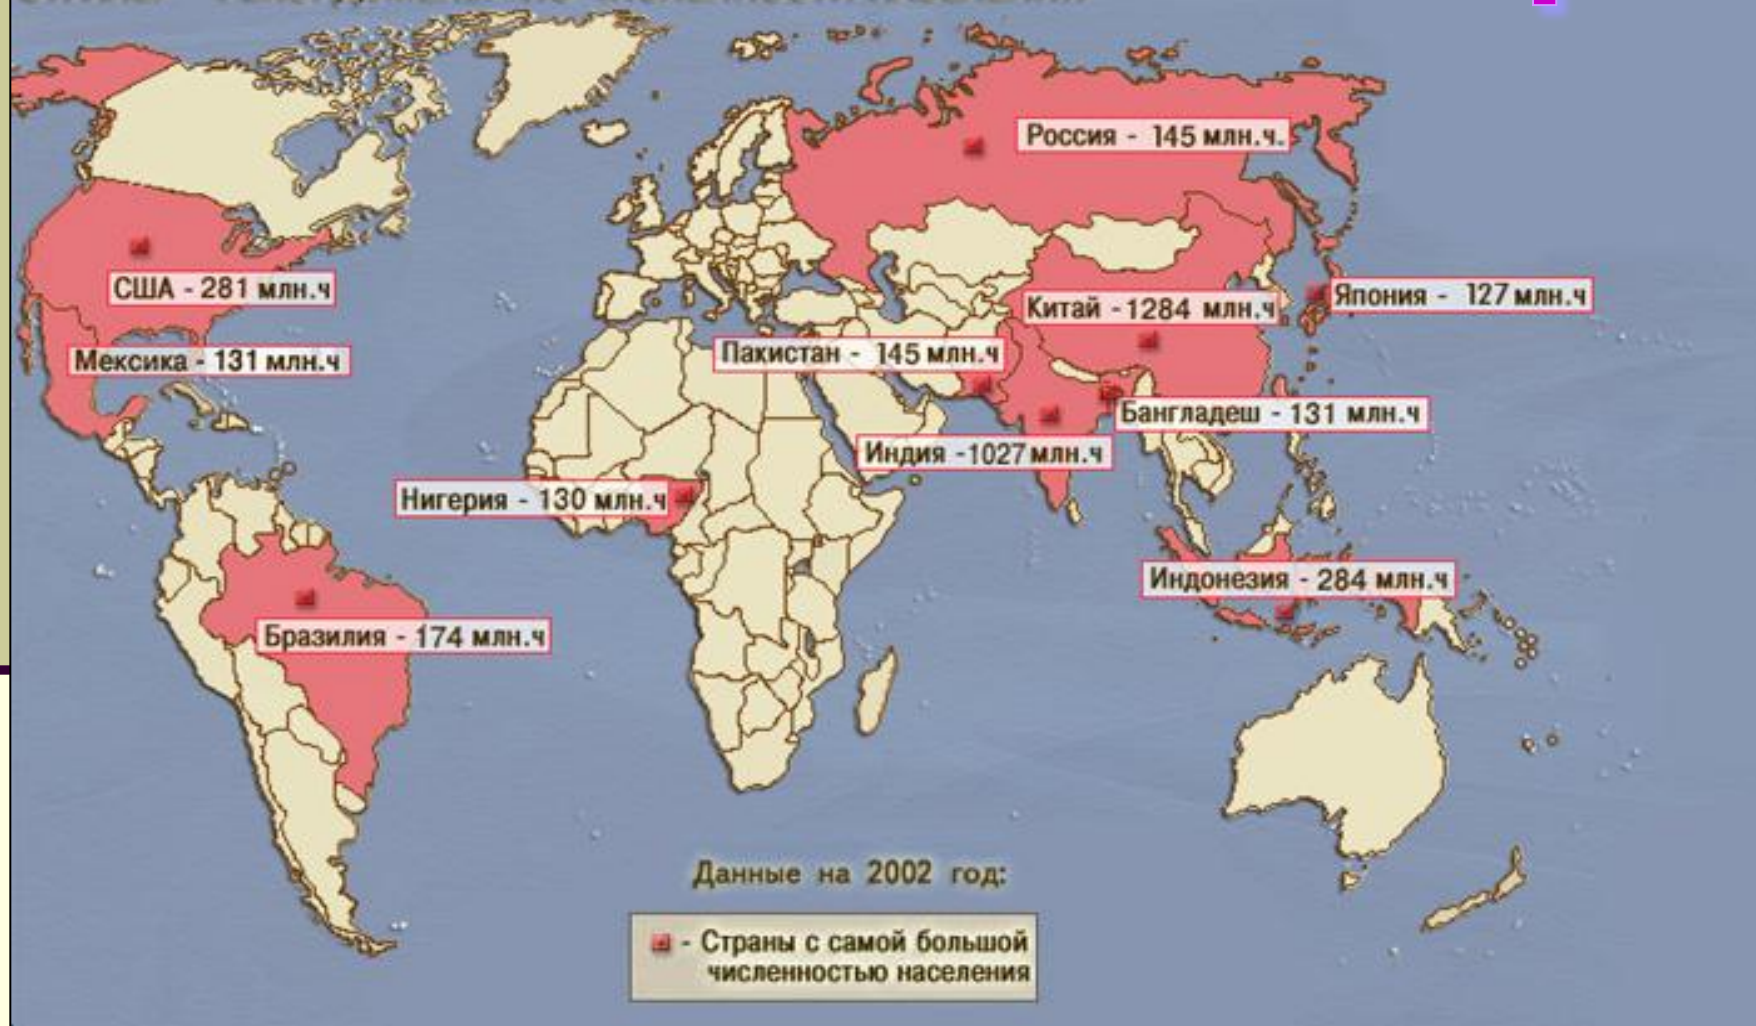 Россия - 145 млн.ч.
США - 281 млн.ч
Китай - 1284 млн.ч
Япония - 127 млн.ч
Мексика - 131 млн.ч
Пакистан - 145 млн.ч
Бангладеш - 131 млн.ч
Индия -1027 млн.ч
Нигерия - 130 млн.ч
Индонезия - 284 млн.ч
Бразилия - 174 млн.ч
Данные на 2002 год:
- Страны с самой большой
численностью населения